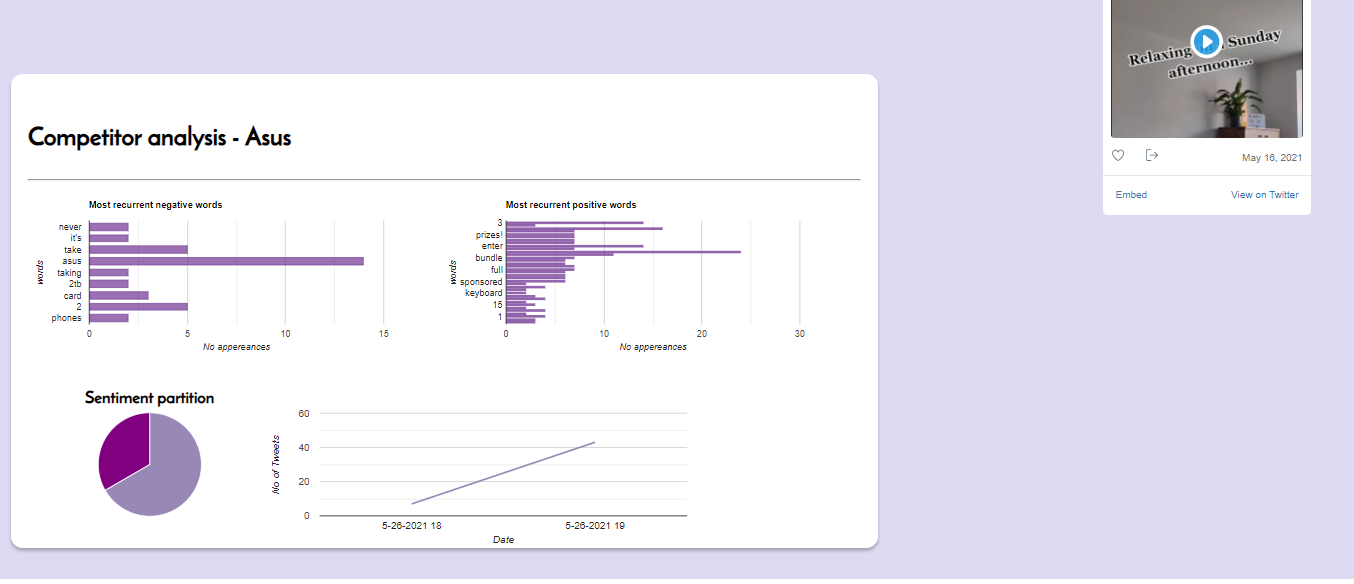 Relaxing on a Sunday
afternoon...
May 16, 2021
Embed
View on Twitter
Competitor analysis - Asus
Most recurrent negative words
words
never
it's
take
asus
taking
2tb
card
2
phones
0
5
10
15
No appereances
Most recurrent positive words
words
3
prizes!
enter
bundle
full
sponsored
keyboard
15
1
0
10
20
30
No appereances
Sentiment partition
No of Tweets
60
40
20
0
5-26-2021 18
5-26-2021 19
Date